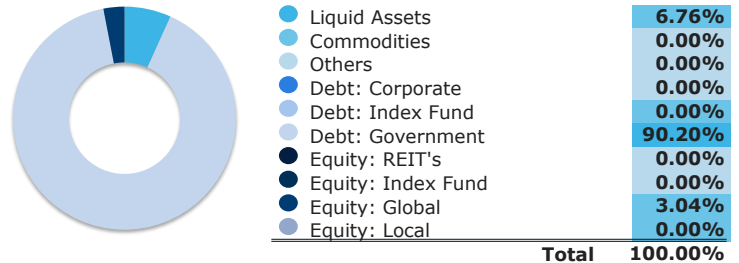 Liquid Assets 6.76%
Commodities 0.00%
Others 0.00%
Debt: Corporate 0.00%
Debt: Index Fund 0.00%
Debt: Government 90.20%
Equity: REIT's 0.00%
Equity: Index Fund 0.00%
Equity: Global 3.04%
Equity: Local 0.00%
Total 100.00%